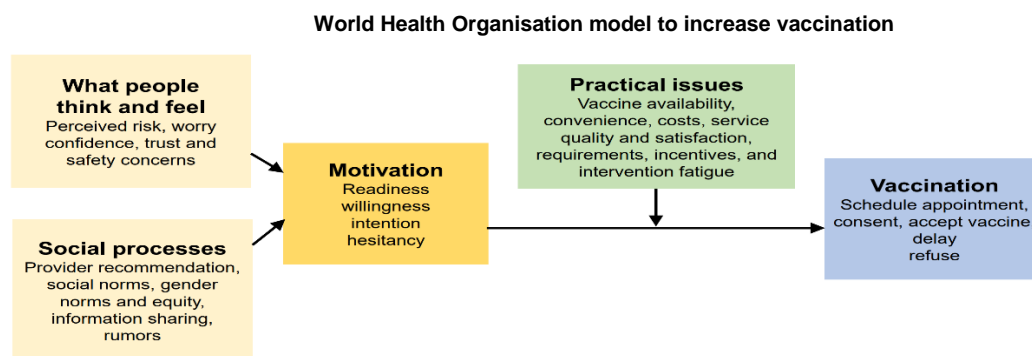 World Health Organisation model to increase vaccination
What people
think and feel
Perceived risk, worry
confidence, trust and
safety concerns
Social processes
Provider recommendation,
social norms, gender
norms and equity,
information sharing,
rumors
Motivation
Readiness
willingness
intention
hesitancy
Practical issues
Vaccine availability,
convenience, costs, service
quality and satisfaction,
requirements, incentives, and
intervention fatigue
Vaccination
Schedule appointment,
consent, accept vaccine
delay
refuse